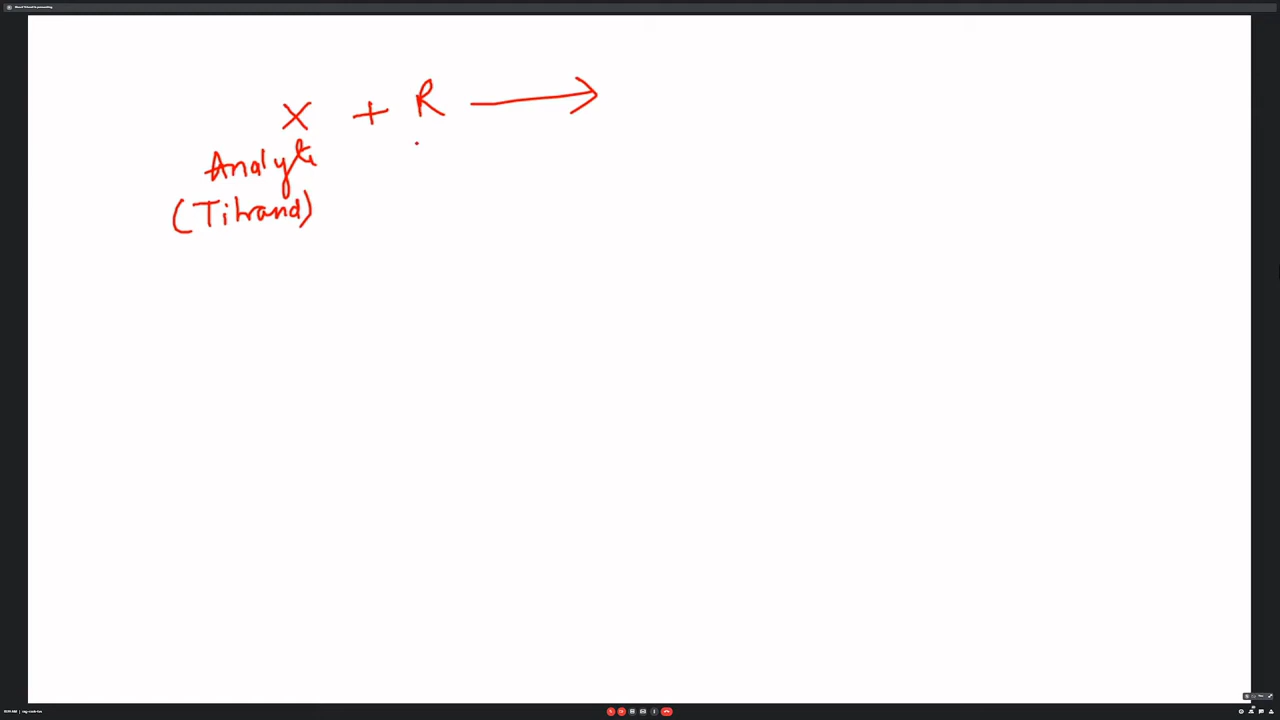 X + R →
Analyte
(Titrand)